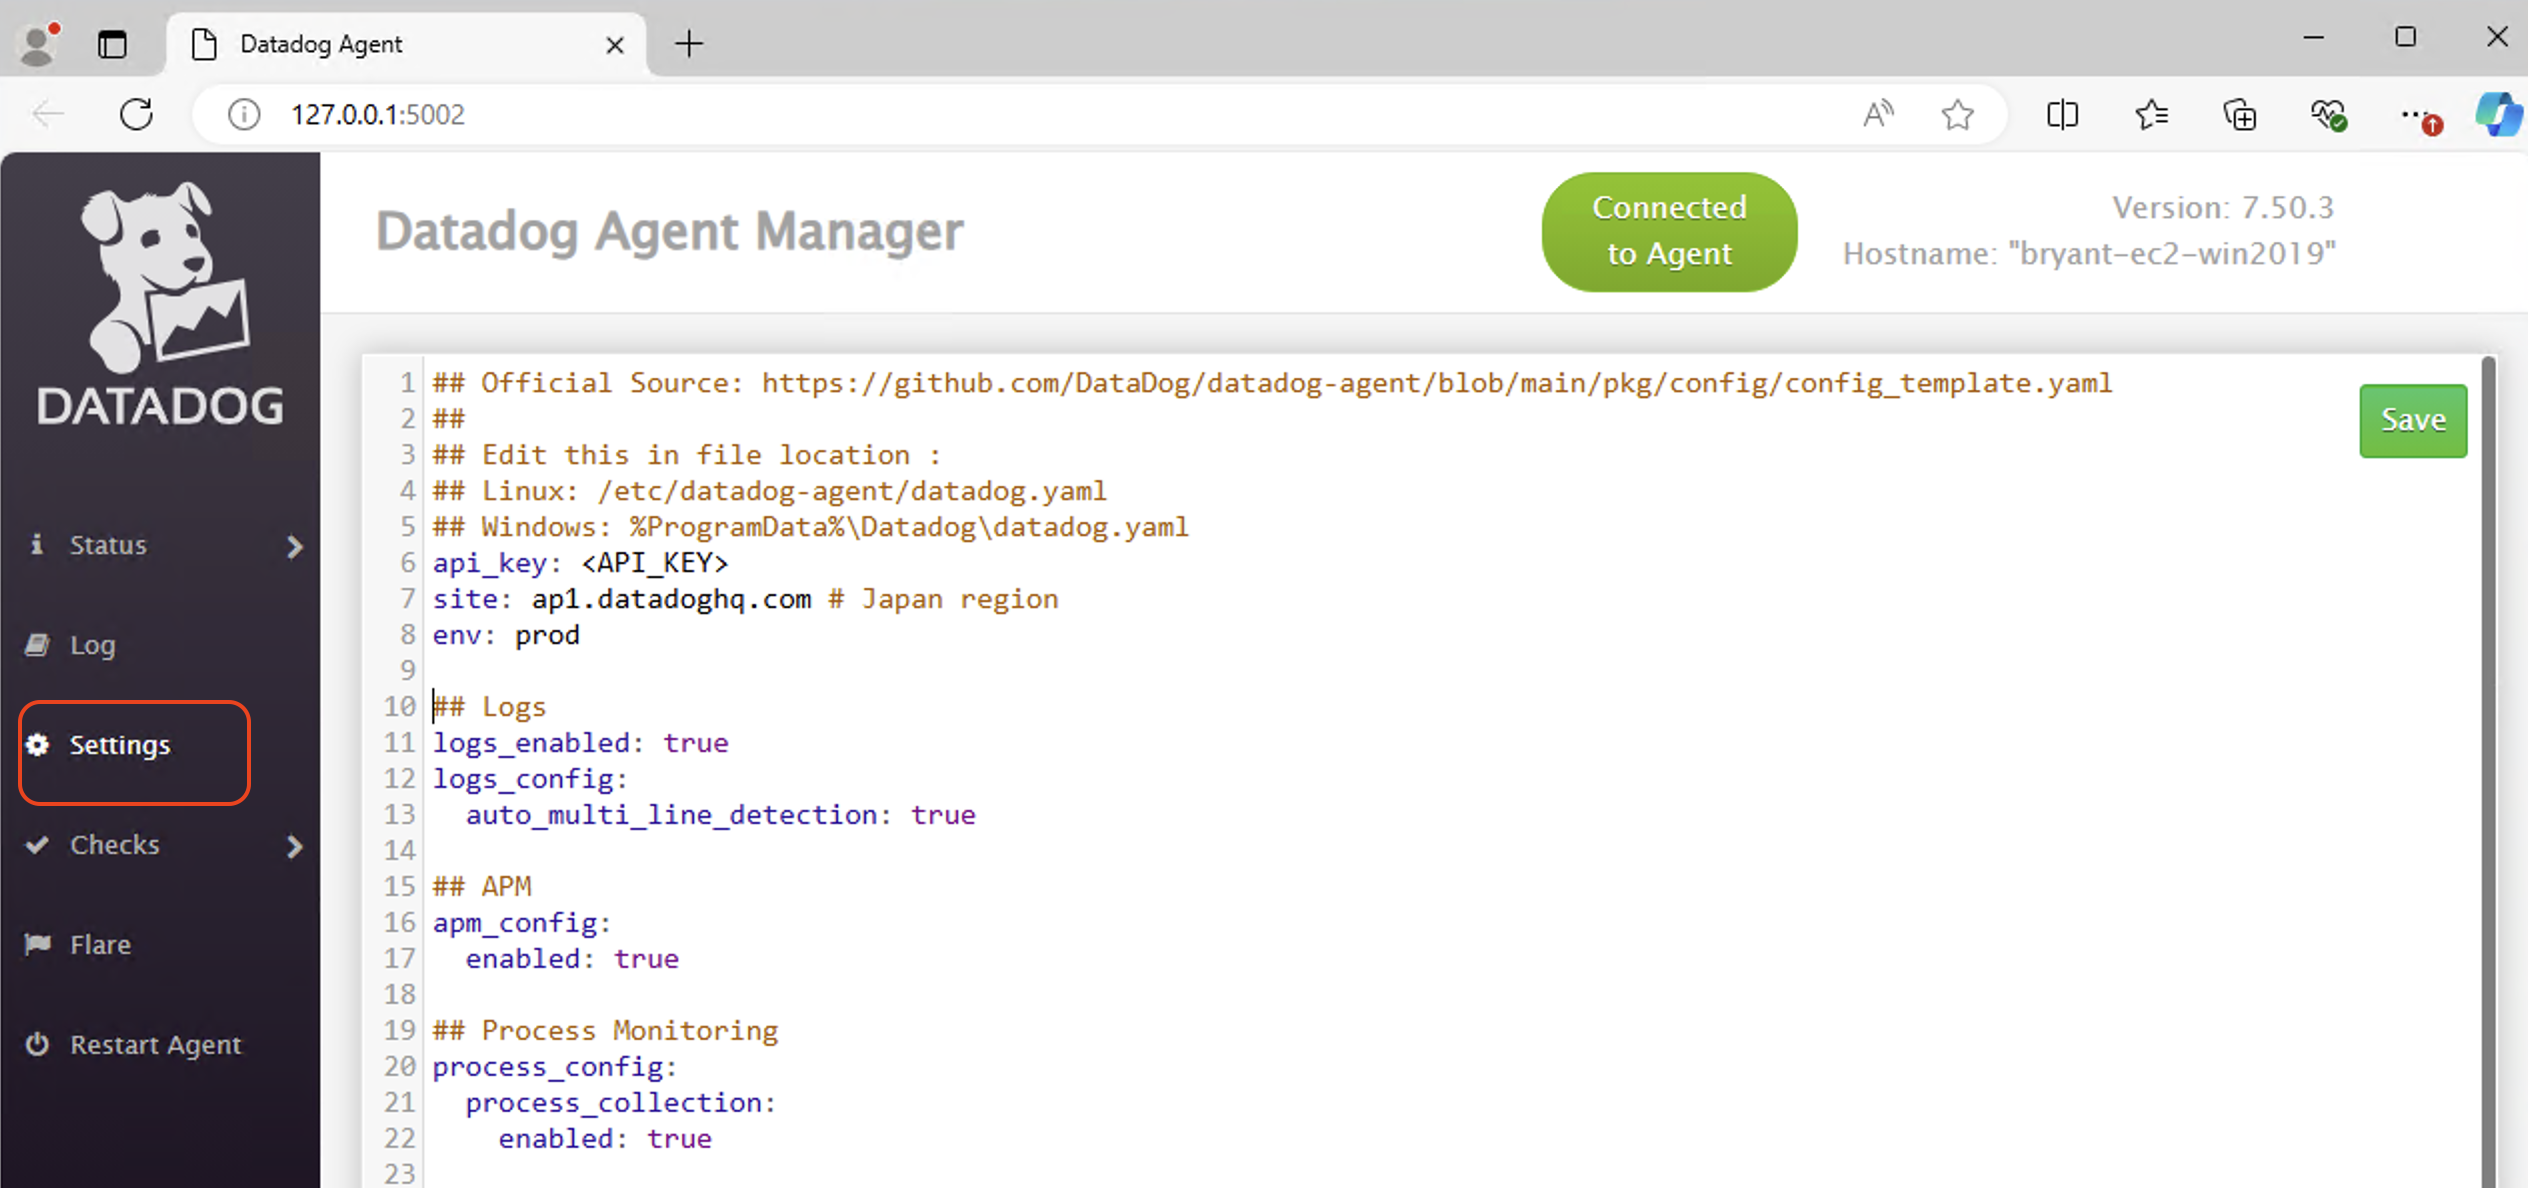 Datadog Agent
127.0.0.1:5002
DATADOG
Status
Log
Settings
Checks
Flare
Restart Agent
Datadog Agent Manager
Connected
to Agent
Version: 7.50.3
Hostname: "bryant-ec2-win2019"
Save
1 ## Official Source: https://github.com/DataDog/datadog-agent/blob/main/pkg/config/config_template.yaml
2 ##
3 ## Edit this in file location :
4 ## Linux: /etc/datadog-agent/datadog.yaml
5 ## Windows: %ProgramData%\Datadog\datadog.yaml
6 api_key: <API_KEY>
7 site: ap1.datadoghq.com # Japan region
8 env: prod
9
10 ## Logs
11 logs_enabled: true
12 logs_config:
13   auto_multi_line_detection: true
14
15 ## APM
16 apm_config:
17   enabled: true
18
19 ## Process Monitoring
20 process_config:
21   process_collection:
22     enabled: true
23